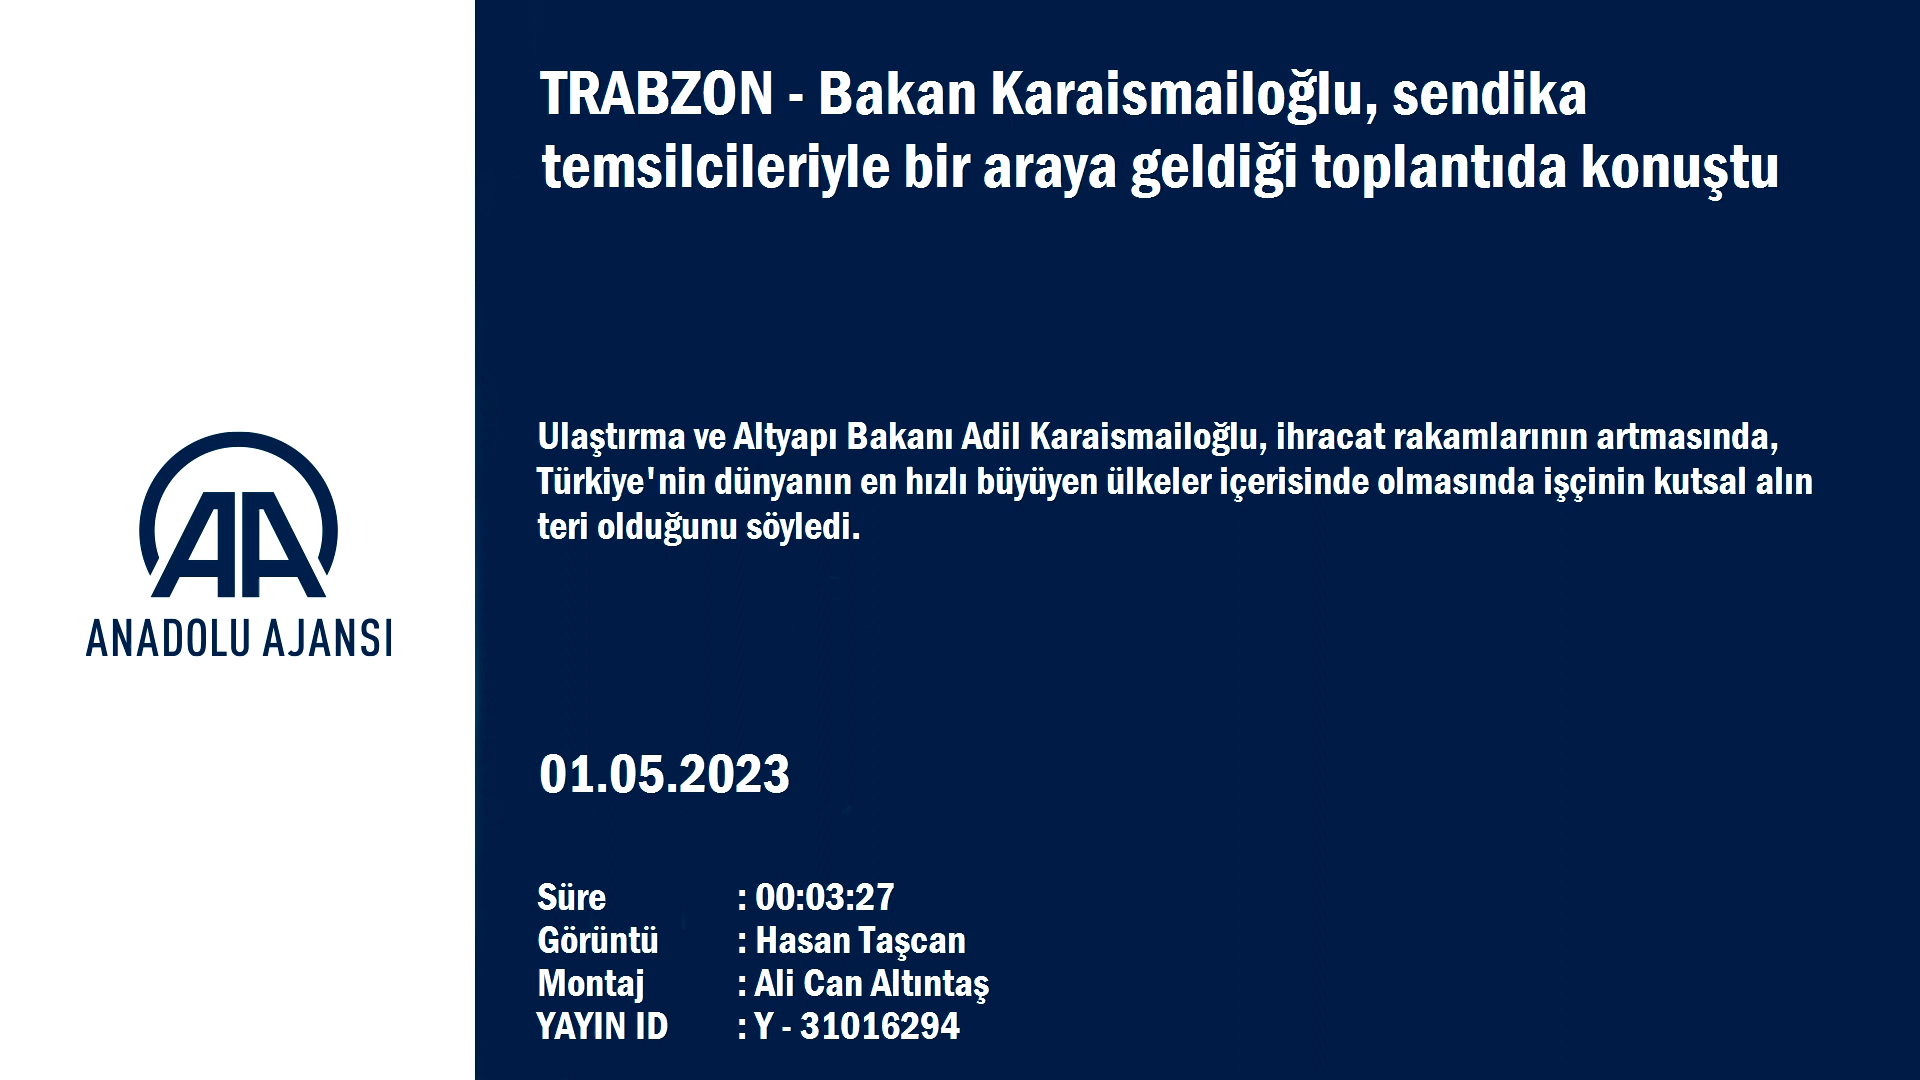 TRABZON - Bakan Karaismailoğlu, sendika
temsilcileriyle bir araya geldiği toplantıda konuştu
Ulaştırma ve Altyapı Bakanı Adil Karaismailoğlu, ihracat rakamlarının artmasında,
Türkiye'nin dünyanın en hızlı büyüyen ülkeler içerisinde olmasında işçinin kutsal alın
teri olduğunu söyledi.
AA
ANADOLU AJANSI
01.05.2023
Süre : 00:03:27
Görüntü : Hasan Taşcan
Montaj : Ali Can Altıntaş
YAYIN ID : Y - 31016294